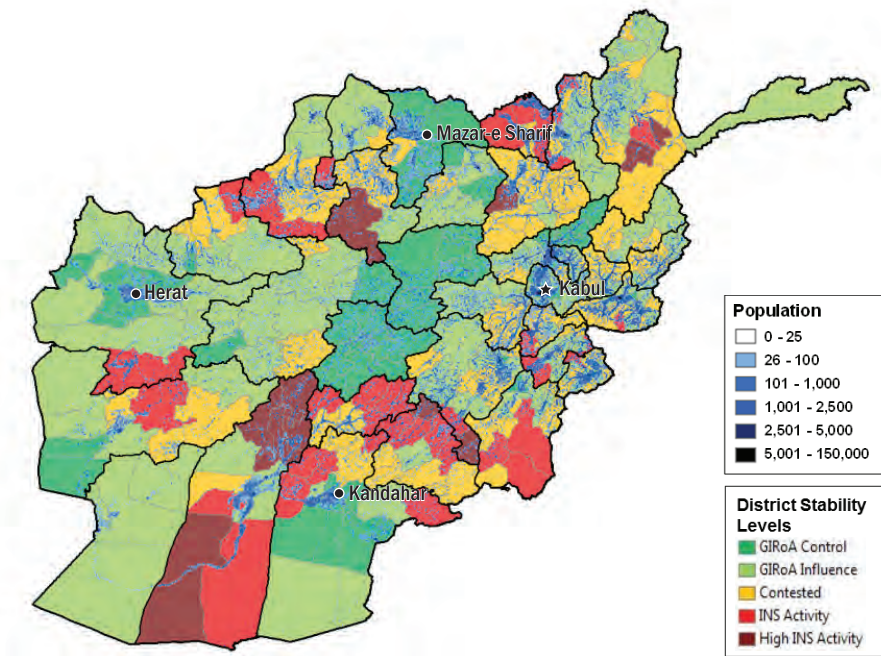 Mazar-e Sharif
Herat
Kabul
Kandahar
Population
0 - 25
26 - 100
101 - 1,000
1,001 - 2,500
2,501 - 5,000
5,001 - 150,000
District Stability
Levels
GIRoA Control
GIRoA Influence
Contested
INS Activity
High INS Activity